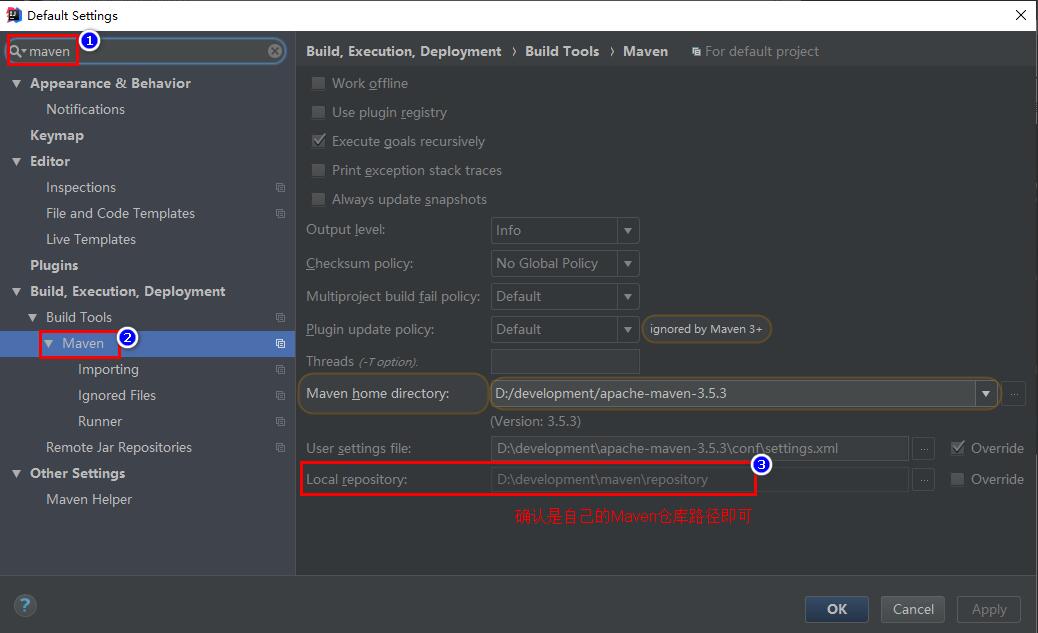 Default Settings
maven
1
Appearance & Behavior
Notifications
Keymap
Editor
Inspections
File and Code Templates
Live Templates
Plugins
Build, Execution, Deployment
Build Tools
Maven
2
Importing
Ignored Files
Runner
Remote Jar Repositories
Other Settings
Maven Helper
Build, Execution, Deployment › Build Tools › Maven For default project
Work offline
Use plugin registry
Execute goals recursively
Print exception stack traces
Always update snapshots
Output level: Info
Checksum policy: No Global Policy
Multiproject build fail policy: Default
Plugin update policy: Default ignored by Maven 3+
Threads (-T option).
Maven home directory: D:/development/apache-maven-3.5.3 ...
(Version: 3.5.3)
User settings file: D:\development\apache-maven-3.5.3\conf\settings.xml ... Override
3
Local repository: D:\development\maven\repository ... Override
确认是自己的Maven仓库路径即可
?
OK Cancel Apply